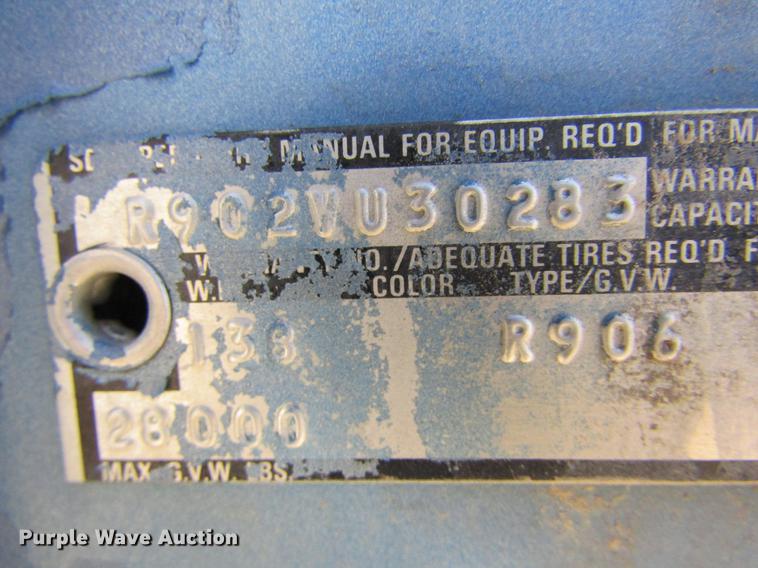 MANUAL FOR EQUIP. REQ'D FOR MA
R902VU30283
WARRA
CAPACIT
NO./ADEQUATE TIRES REQ'D. F
W. COLOR TYPE/G.V.W.
138 R906
28000
MAX. G.V.W. LBS.
Purple Wave Auction